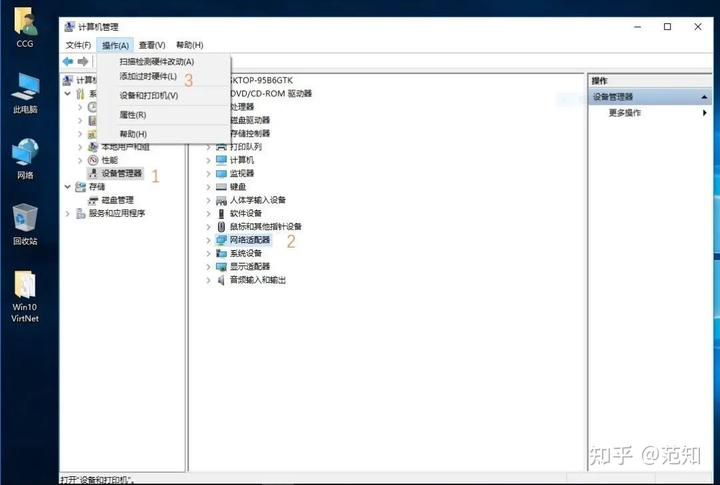 CCG
此电脑
网络
回收站
Win10
VirtNet
计算机管理
文件(F) 操作(A) 查看(V) 帮助(H)
扫描检测硬件改动(A)
添加过时硬件(L) 3
设备和打印机(V)
属性(R)
帮助(H)
计算机
系
本地用户和组
性能
设备管理器 1
存储
磁盘管理
服务和应用程序
SKTOP-95B6GTK
DVD/CD-ROM 驱动器
处理器
磁盘驱动器
存储控制器
打印队列
计算机
监视器
键盘
人体学输入设备
软件设备
鼠标和其他指针设备
网络适配器 2
系统设备
显示适配器
音频输入和输出
操作
设备管理器
更多操作
打开“设备和打印机”。
知乎 @范知